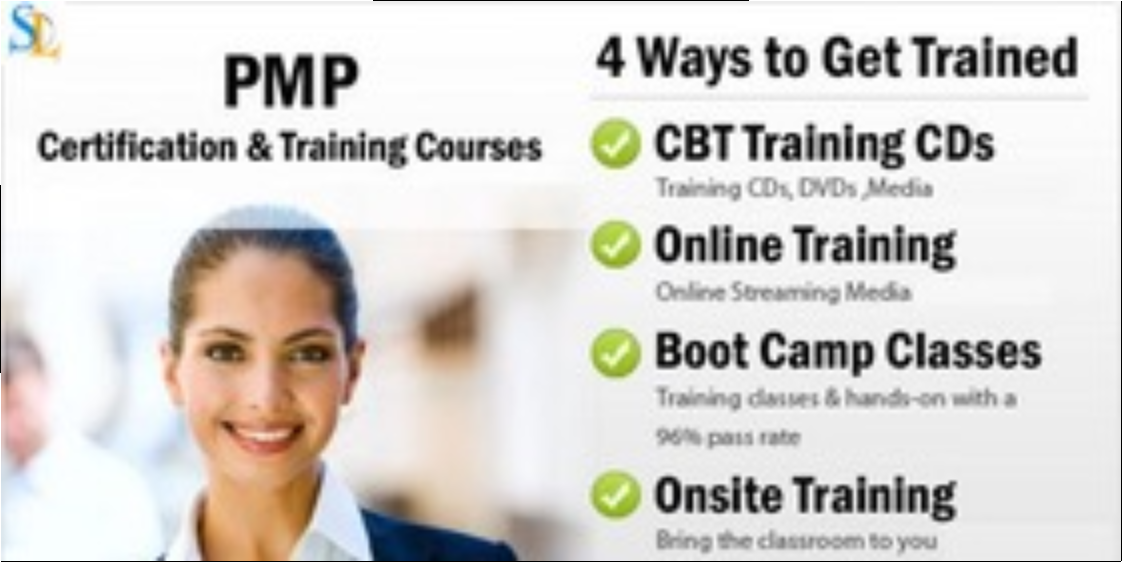 SL
PMP
Certification & Training Courses
4 Ways to Get Trained
CBT Training CDs
Training CDs, DVDs ,Media
Online Training
Online Streaming Media
Boot Camp Classes
Training classes & hands-on with a
96% pass rate
Onsite Training
Bring the classroom to you